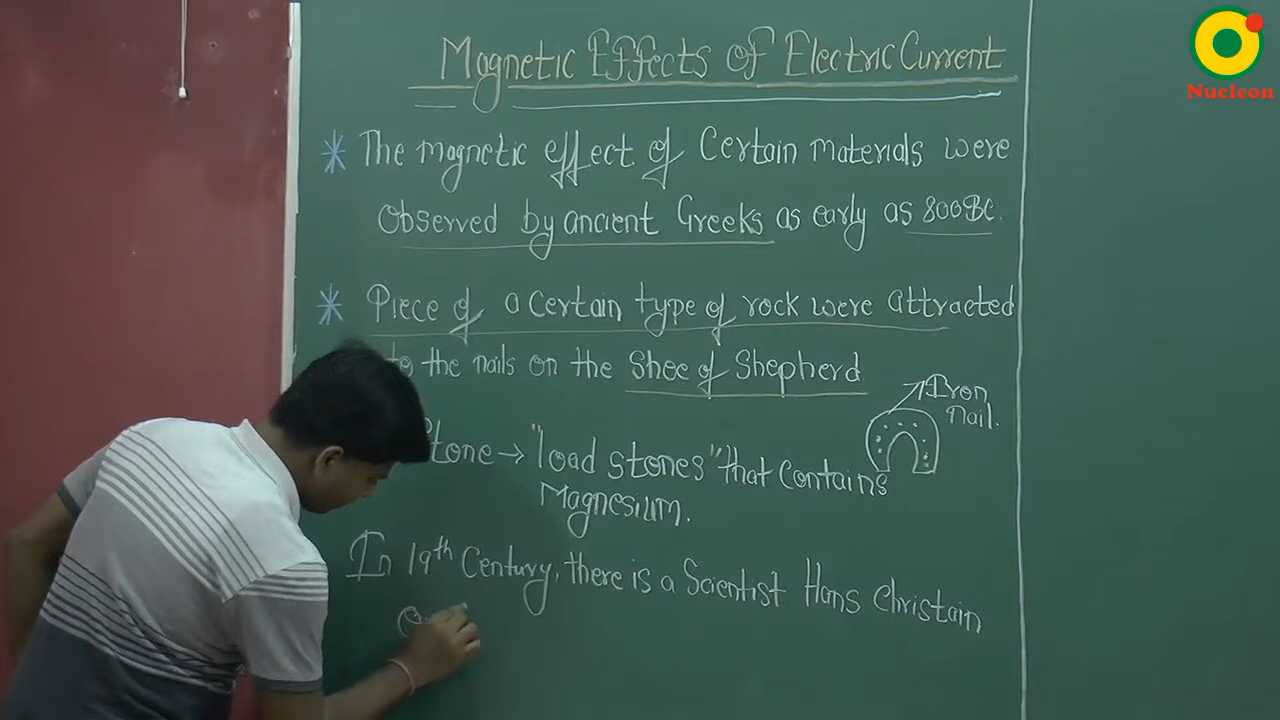 Magnetic Effects of Electric Current
Nucleon
* The magnetic effect of Certain materials were
Observed by ancient Greeks as early as 800BC.
* Piece of a Certain type of rock were attracted
to the nails on the Shee of Shepherd
Iron
Nail.
Stone → "load stones" that contains
Magnesium.
In 19th Century, there is a Scientist Hans Christain